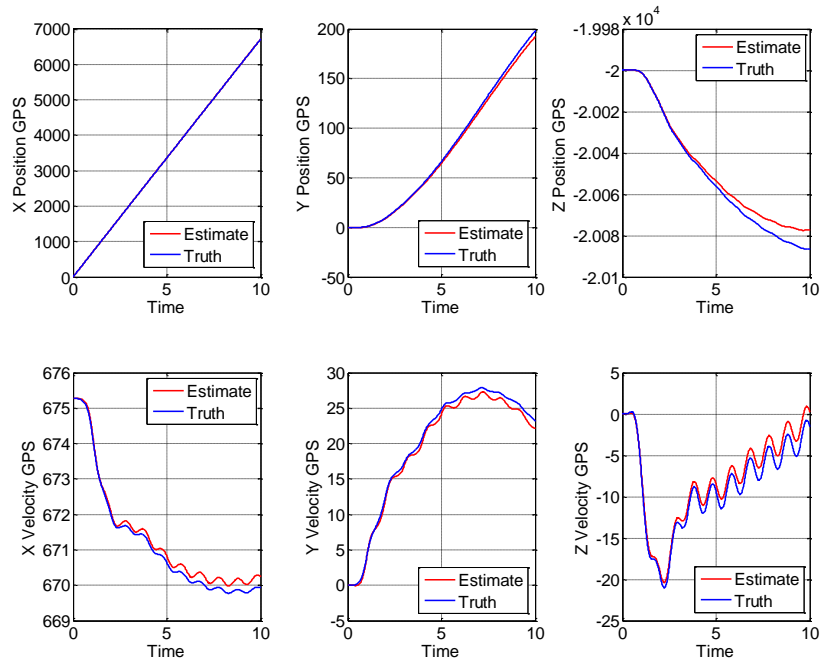 7000
6000
5000
4000
3000
2000
1000
0
0 5 10
X Position GPS
Time
Estimate
Truth
200
150
100
50
0
-50
0 5 10
Y Position GPS
Time
Estimate
Truth
x 10^4
-1.998
-2
-2.002
-2.004
-2.006
-2.008
-2.01
0 5 10
Z Position GPS
Time
Estimate
Truth
676
675
674
673
672
671
670
669
0 5 10
X Velocity GPS
Time
Estimate
Truth
30
25
20
15
10
5
0
-5
0 5 10
Y Velocity GPS
Time
Estimate
Truth
5
0
-5
-10
-15
-20
-25
0 5 10
Z Velocity GPS
Time
Estimate
Truth